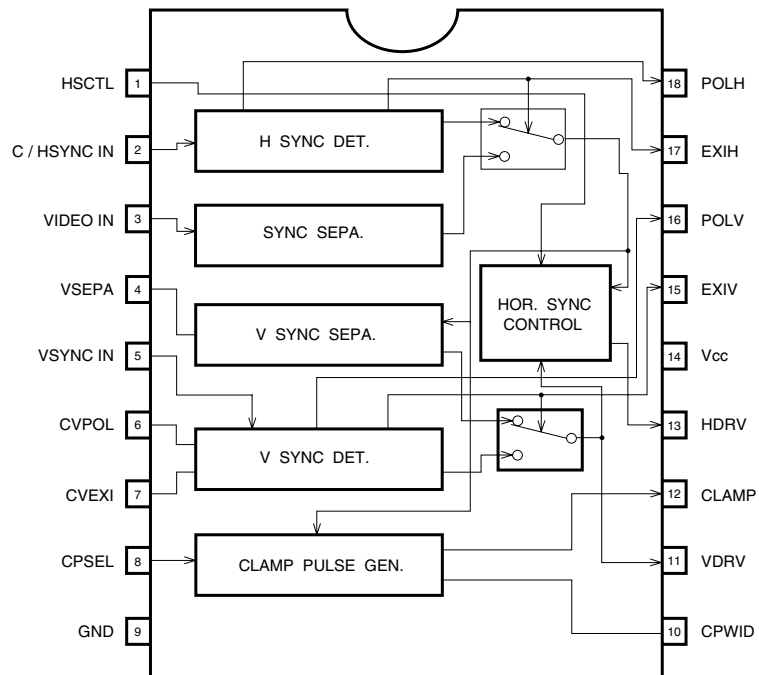 HSCTL 1
18 POLH
C / HSYNC IN 2
H SYNC DET.
17 EXIH
VIDEO IN 3
SYNC SEPA.
16 POLV
VSEPA 4
V SYNC SEPA.
HOR. SYNC
CONTROL
15 EXIV
VSYNC IN 5
14 Vcc
CVPOL 6
V SYNC DET.
13 HDRV
CVEXI 7
12 CLAMP
CPSEL 8
CLAMP PULSE GEN.
11 VDRV
GND 9
10 CPWID